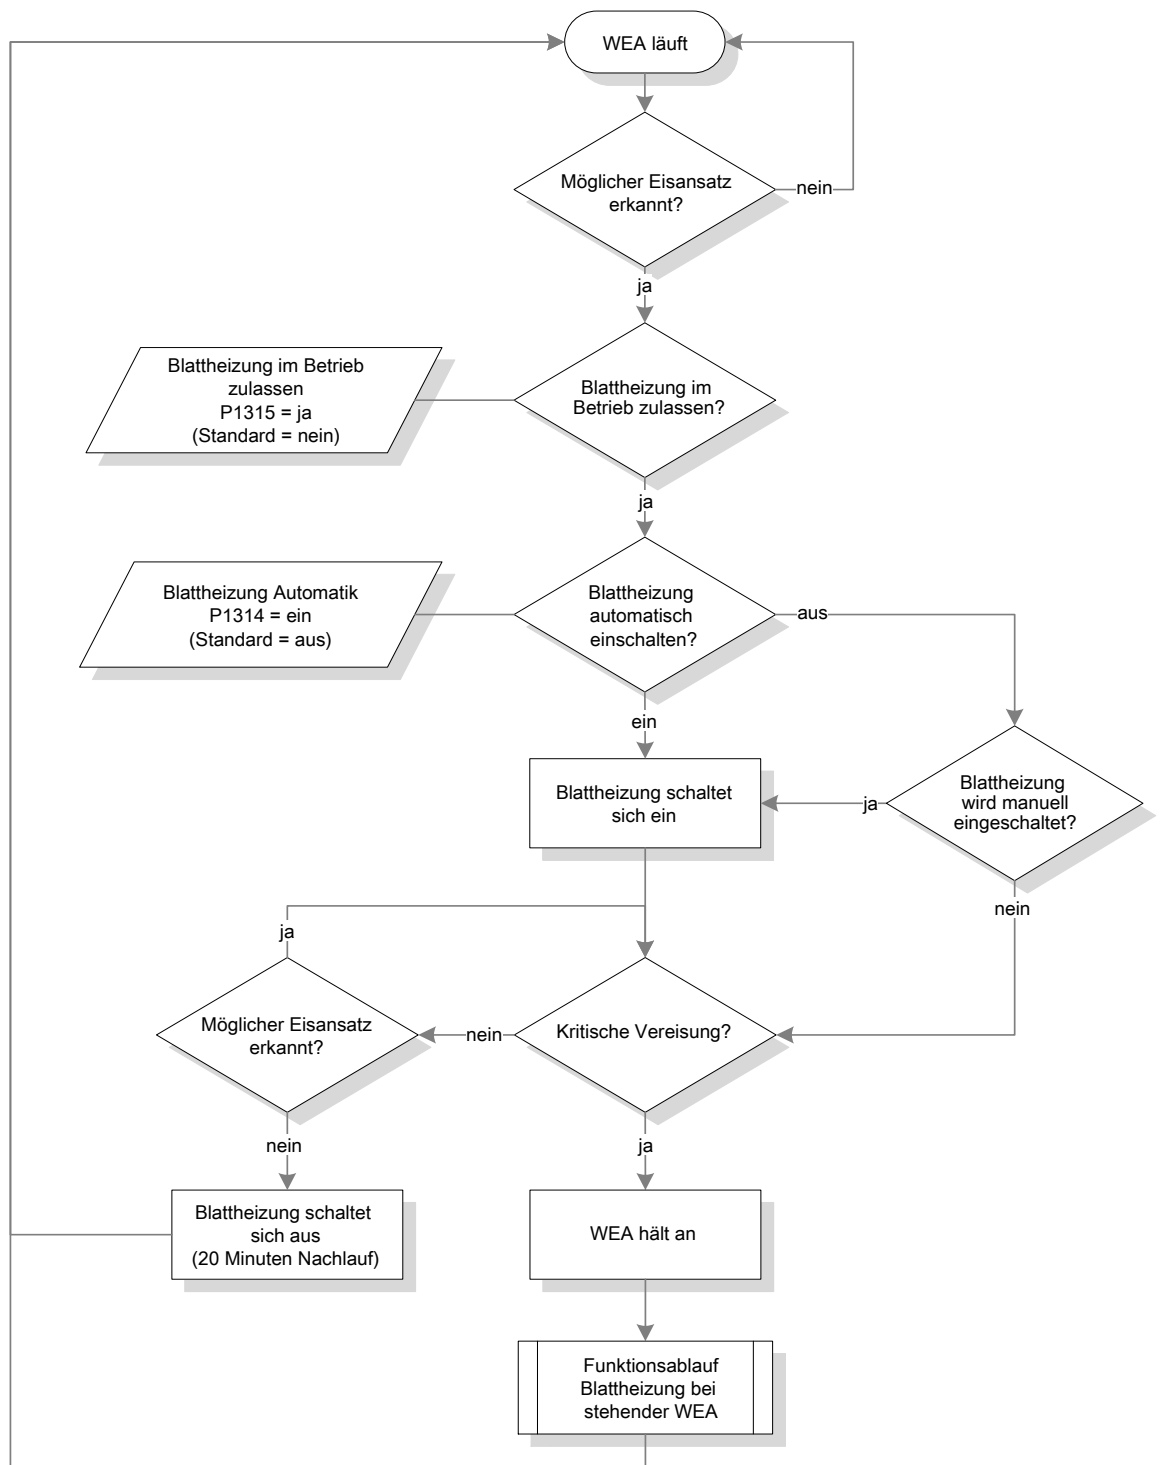 WEA läuft
Möglicher Eisansatz
erkannt?
nein
ja
Blattheizung im Betrieb
zulassen
P1315 = ja
(Standard = nein)
Blattheizung im
Betrieb zulassen?
ja
Blattheizung Automatik
P1314 = ein
(Standard = aus)
Blattheizung
automatisch
einschalten?
aus
ein
Blattheizung schaltet
sich ein
ja
Blattheizung
wird manuell
eingeschaltet?
nein
ja
Möglicher Eisansatz
erkannt?
nein
Kritische Vereisung?
nein
ja
Blattheizung schaltet
sich aus
(20 Minuten Nachlauf)
WEA hält an
Funktionsablauf
Blattheizung bei
stehender WEA